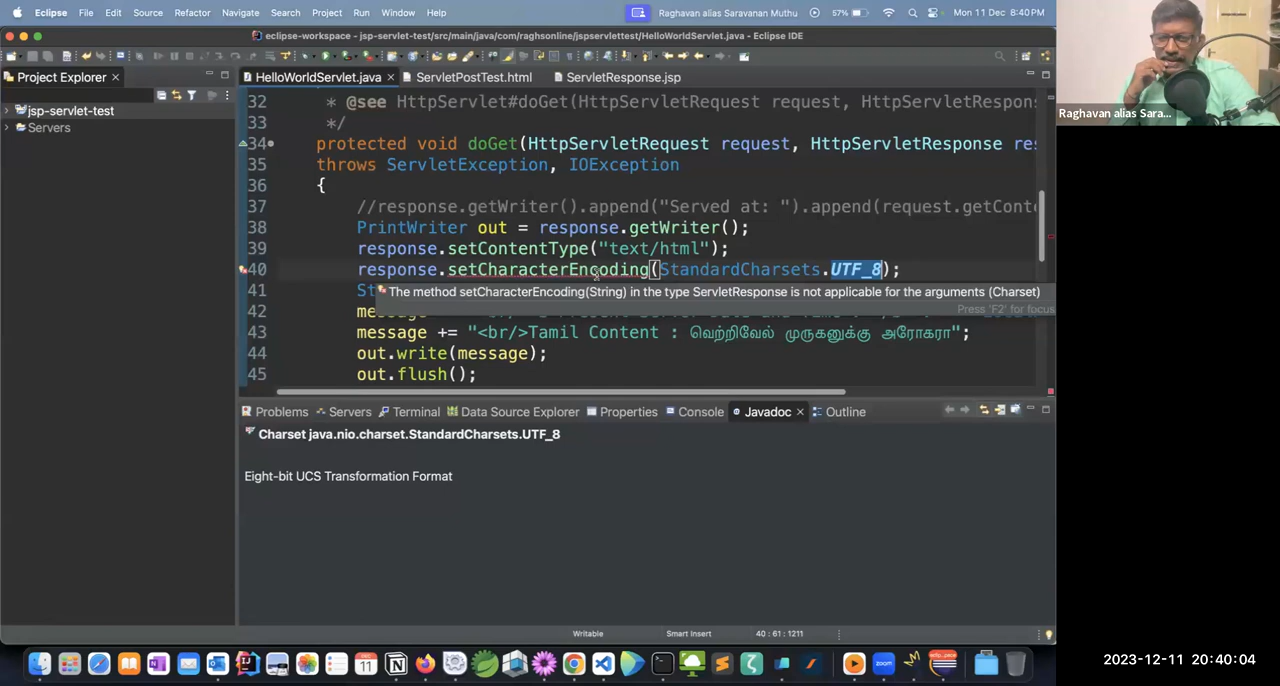 Eclipse File Edit Source Refactor Navigate Search Project Run Window Help Raghavan alias Saravanan Muthu 57% Mon 11 Dec 8:40 PM
eclipse-workspace - jsp-servlet-test/src/main/java/com/raghsonline/jspservlettest/HelloWorldServlet.java - Eclipse IDE
Project Explorer
HelloWorldServlet.java ServletPostTest.html ServletResponse.jsp
jsp-servlet-test
Servers
32 * @see HttpServlet#doGet(HttpServletRequest request, HttpServletRespons
33 */
34 protected void doGet(HttpServletRequest request, HttpServletResponse res
35 throws ServletException, IOException
36 {
37 //response.getWriter().append("Served at: ").append(request.getConte
38 PrintWriter out = response.getWriter();
39 response.setContentType("text/html");
40 response.setCharacterEncoding(StandardCharsets.UTF_8);
41 St
The method setCharacterEncoding(String) in the type ServletResponse is not applicable for the arguments (Charset)
Press 'F2' for focus
42
43 message += "<br/>Tamil Content : வெற்றிவேல் முருகனுக்கு அரோகரா";
44 out.write(message);
45 out.flush();
Problems Servers Terminal Data Source Explorer Properties Console Javadoc Outline
Charset java.nio.charset.StandardCharsets.UTF_8
Eight-bit UCS Transformation Format
Writable Smart Insert 40 : 61 : 1211
Raghavan alias Sara...
2023-12-11 20:40:04